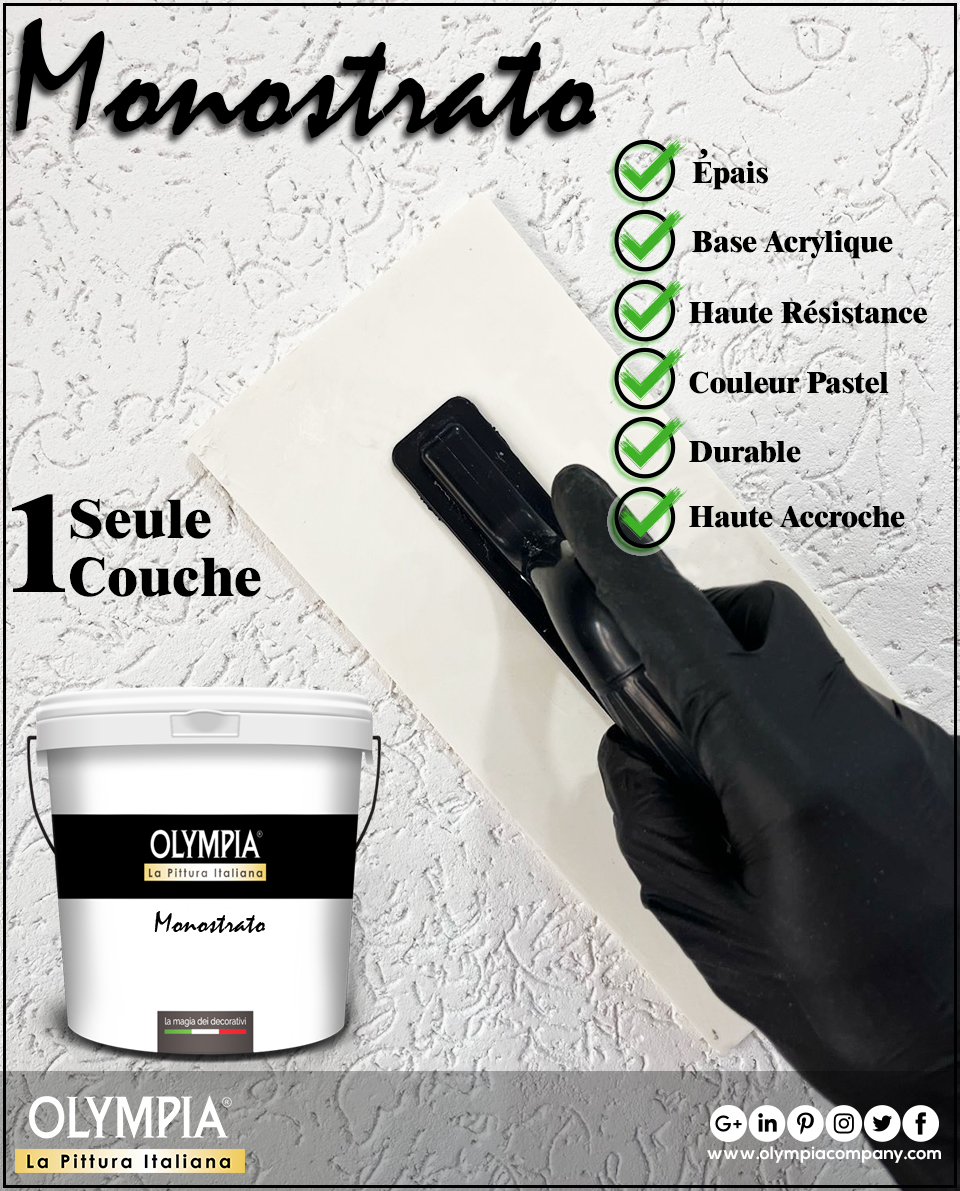 Monostrato
Épais
Base Acrylique
Haute Résistance
Couleur Pastel
Durable
Haute Accroche
1 Seule
Couche
OLYMPIA®
La Pittura Italiana
Monostrato
la magia dei decorativi
OLYMPIA®
La Pittura Italiana
G+ in
www.olympiacompany.com